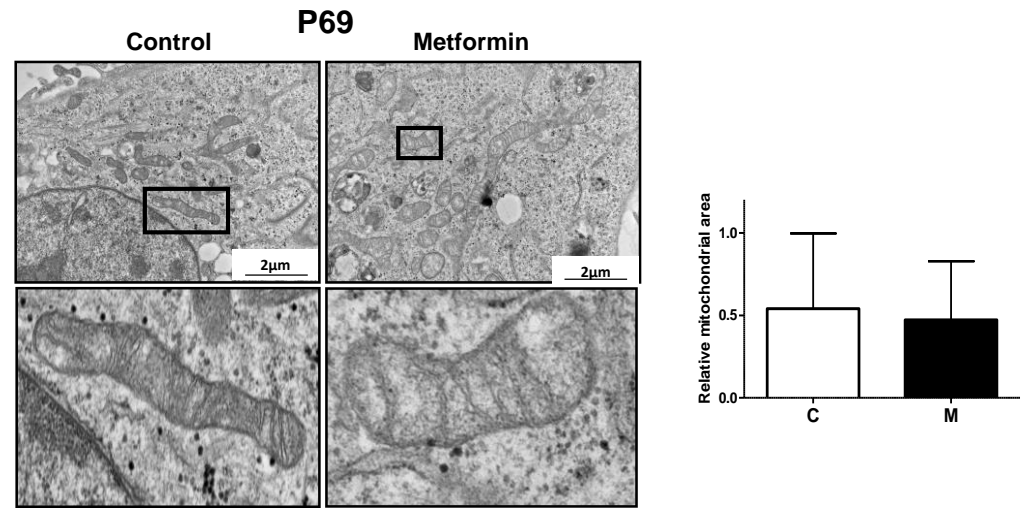 P69
Control
Metformin
2μm
2μm
Relative mitochondrial area
1.0
0.5
0.0
C
M